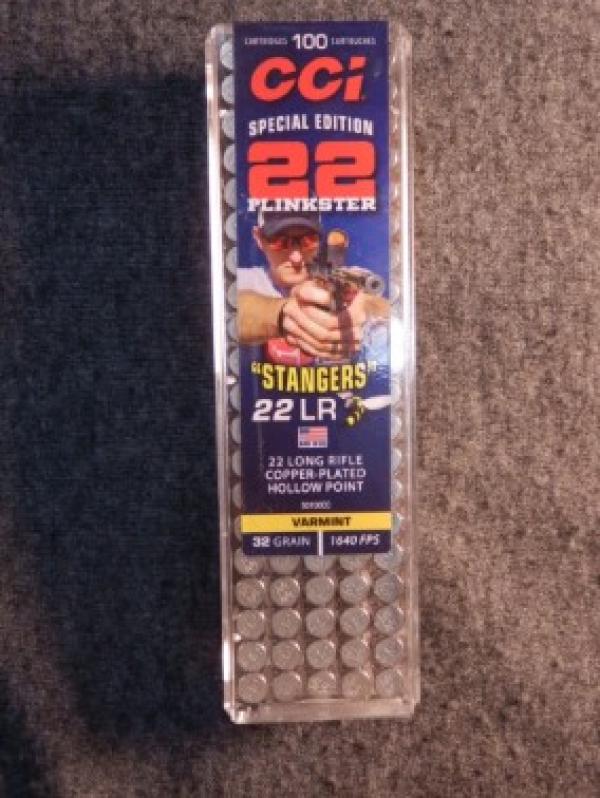 CARTRIDGES 100 CARTOUCHES
CCI
SPECIAL EDITION
22
PLINKSTER
"STANGERS"
22 LR
22 LONG RIFLE
COPPER-PLATED
HOLLOW POINT
VARMINT
32 GRAIN 1640 FPS